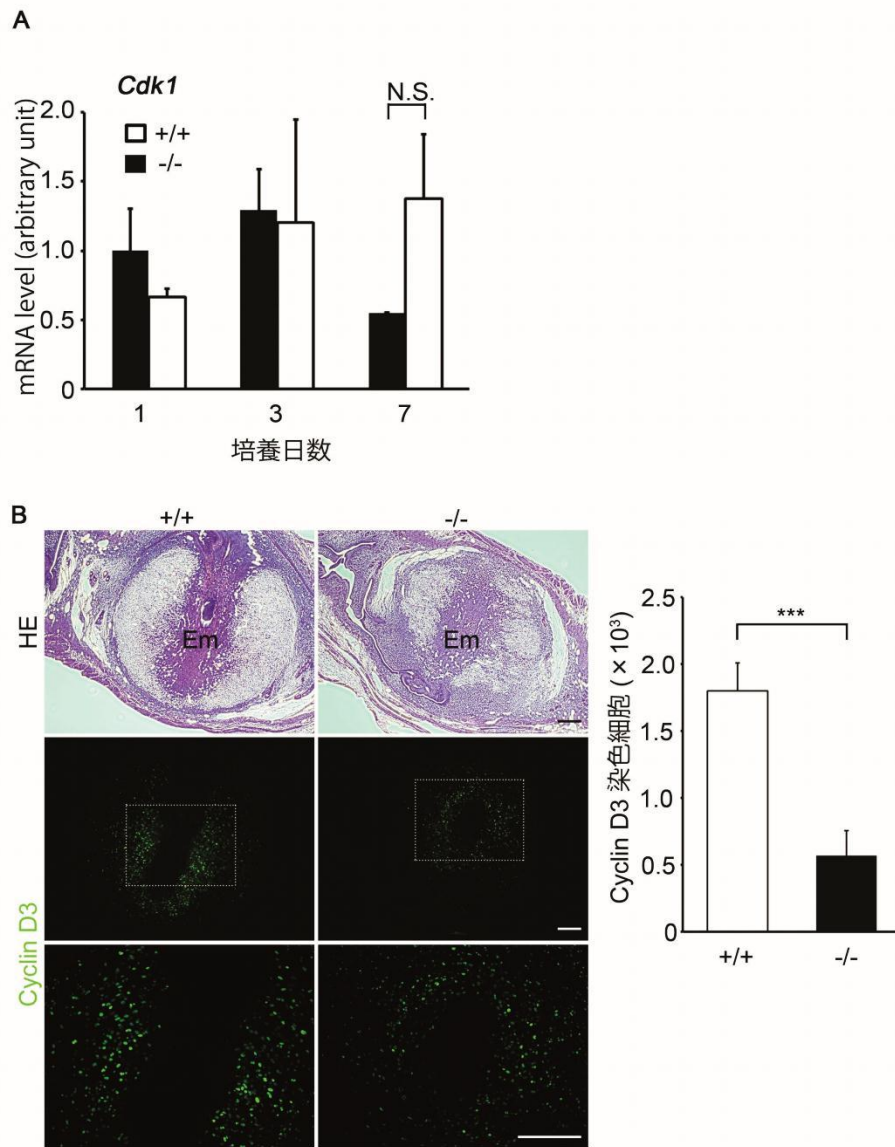 A
Cdk1
+/+
-/-
N.S.
mRNA level (arbitrary unit)
2.0
1.5
1.0
0.5
0
1 3 7
培養日数
B
+/+ -/-
HE
Em Em
Cyclin D3
Cyclin D3 染色細胞 (×10³)
2.5
2.0
1.5
1.0
0.5
0
***
+/+ -/-